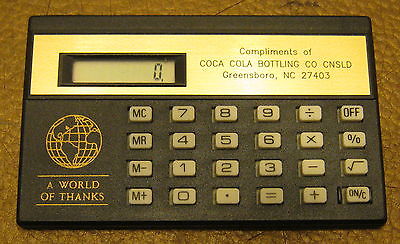 Compliments of
COCA COLA BOTTLING CO CNSLD
Greensboro, NC 27403
0.
MC 7 8 9 ÷ OFF
MR 4 5 6 × %
M- 1 2 3 - √
M+ 0 · = + ON/C
A WORLD
OF THANKS